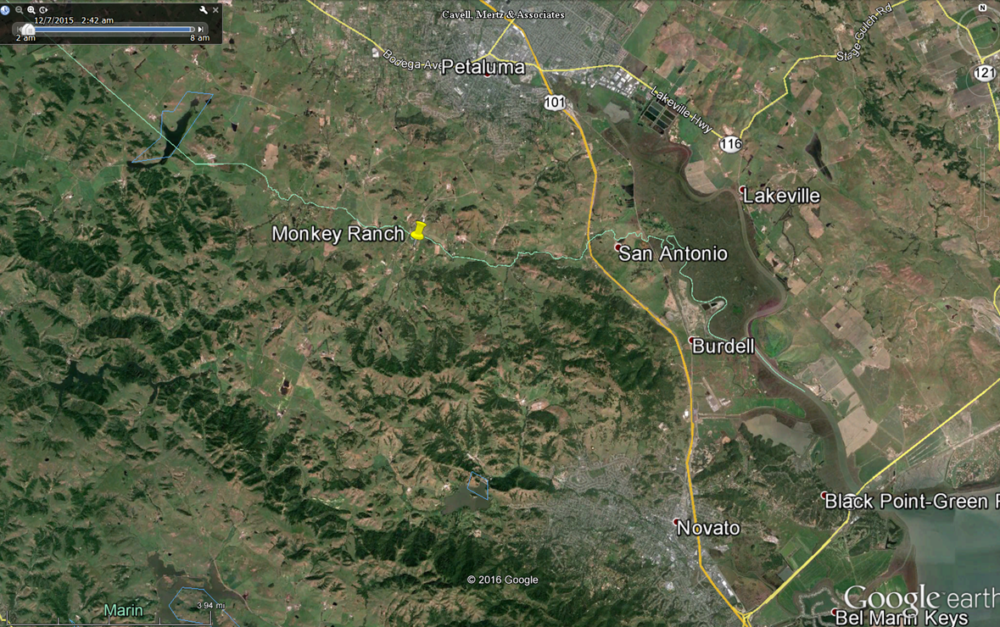 12/7/2015 2:42 am
2 am
8 am
Cavell, Mertz & Associates
N
Stage Gulch Rd
Bodega Ave
Petaluma
121
101
Lakeville Hwy
116
Lakeville
Monkey Ranch
San Antonio
Burdell
Black Point-Green P
Novato
© 2016 Google
Google earth
Marin
3.94 mi
Bel Marin Keys